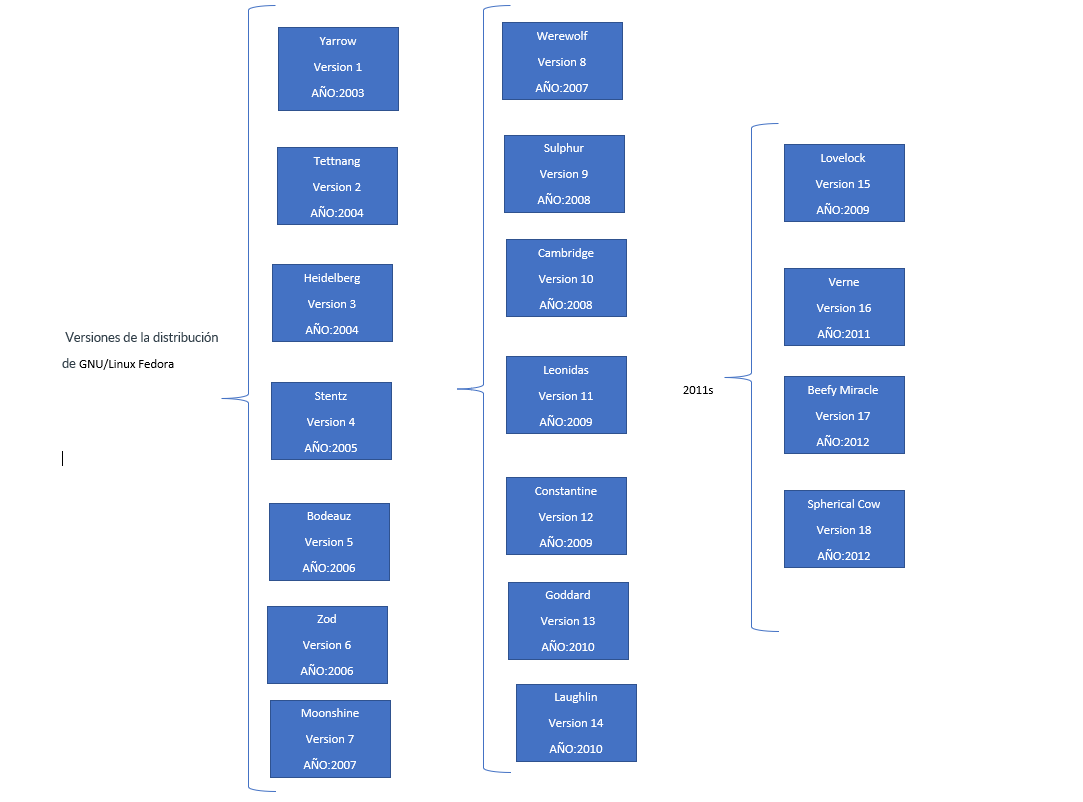 Versiones de la distribución
de GNU/Linux Fedora
Yarrow
Version 1
AÑO:2003
Tettnang
Version 2
AÑO:2004
Heidelberg
Version 3
AÑO:2004
Stentz
Version 4
AÑO:2005
Bodeauz
Version 5
AÑO:2006
Zod
Version 6
AÑO:2006
Moonshine
Version 7
AÑO:2007
Werewolf
Version 8
AÑO:2007
Sulphur
Version 9
AÑO:2008
Cambridge
Version 10
AÑO:2008
Leonidas
Version 11
AÑO:2009
Constantine
Version 12
AÑO:2009
Goddard
Version 13
AÑO:2010
Laughlin
Version 14
AÑO:2010
2011s
Lovelock
Version 15
AÑO:2009
Verne
Version 16
AÑO:2011
Beefy Miracle
Version 17
AÑO:2012
Spherical Cow
Version 18
AÑO:2012